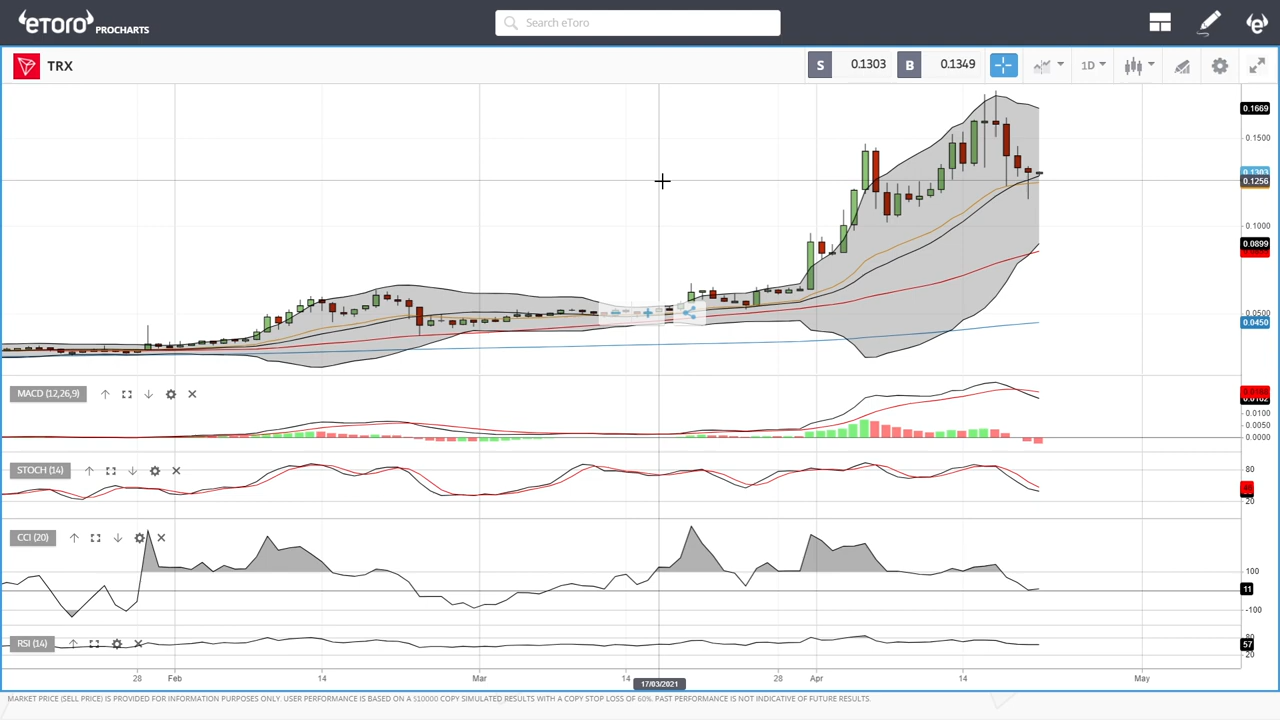 eToro PROCHARTS
Search eToro
TRX
S 0.1303 B 0.1349
1D
0.1669
0.1500
0.1303
0.1256
0.1000
0.0899
0.0500
0.0450
MACD (12,26,9)
0.0100
0.0050
0.0000
STOCH (14)
80
20
CCI (20)
100
11
-100
RSI (14)
80
57
20
28 Feb 14 Mar 14 28 Apr 14 May
17/03/2021
MARKET PRICE (SELL PRICE) IS PROVIDED FOR INFORMATION PURPOSES ONLY. USER PERFORMANCE IS BASED ON A $10000 COPY SIMULATED RESULTS WITH A COPY STOP LOSS OF 60%. PAST PERFORMANCE IS NOT INDICATIVE OF FUTURE RESULTS.